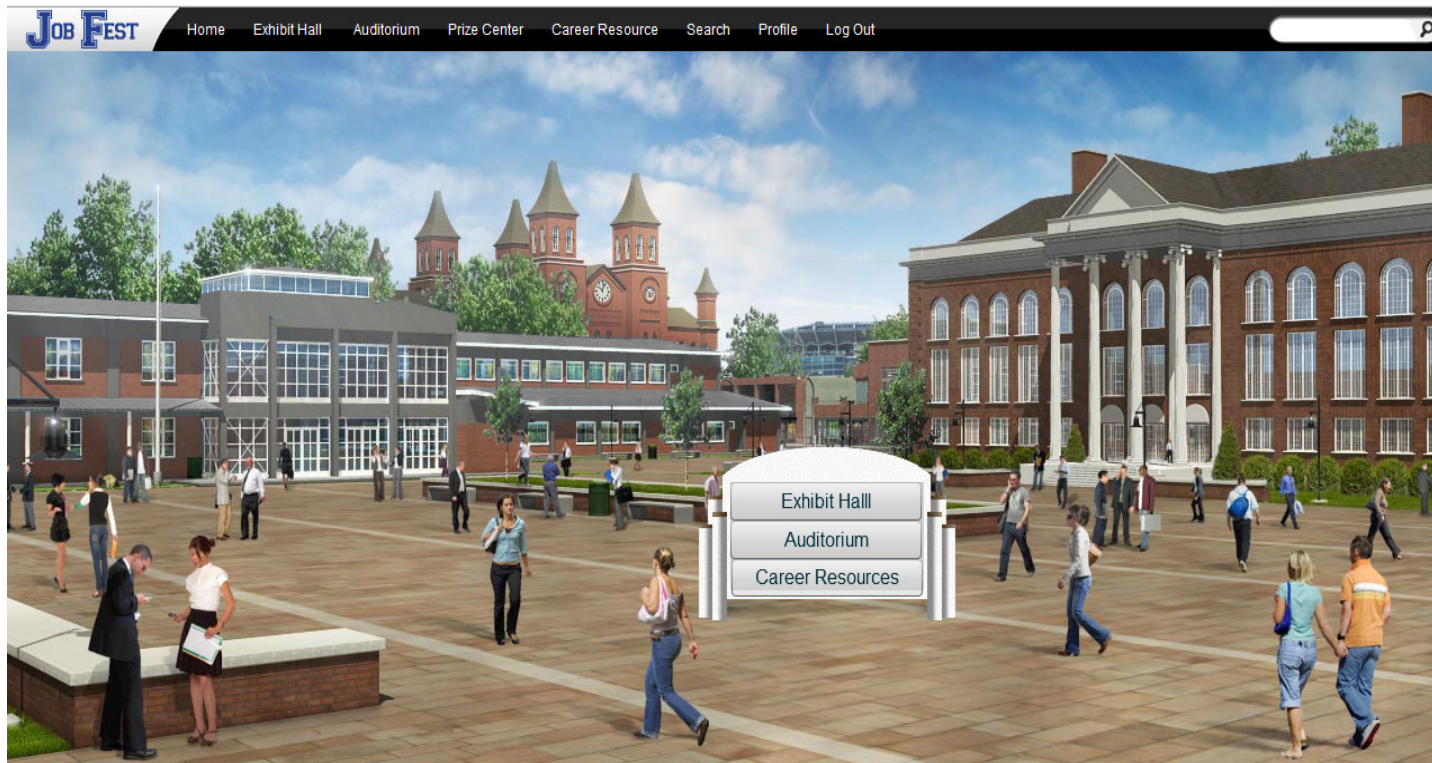 JOB FEST
Home Exhibit Hall Auditorium Prize Center Career Resource Search Profile Log Out
Exhibit Halll
Auditorium
Career Resources